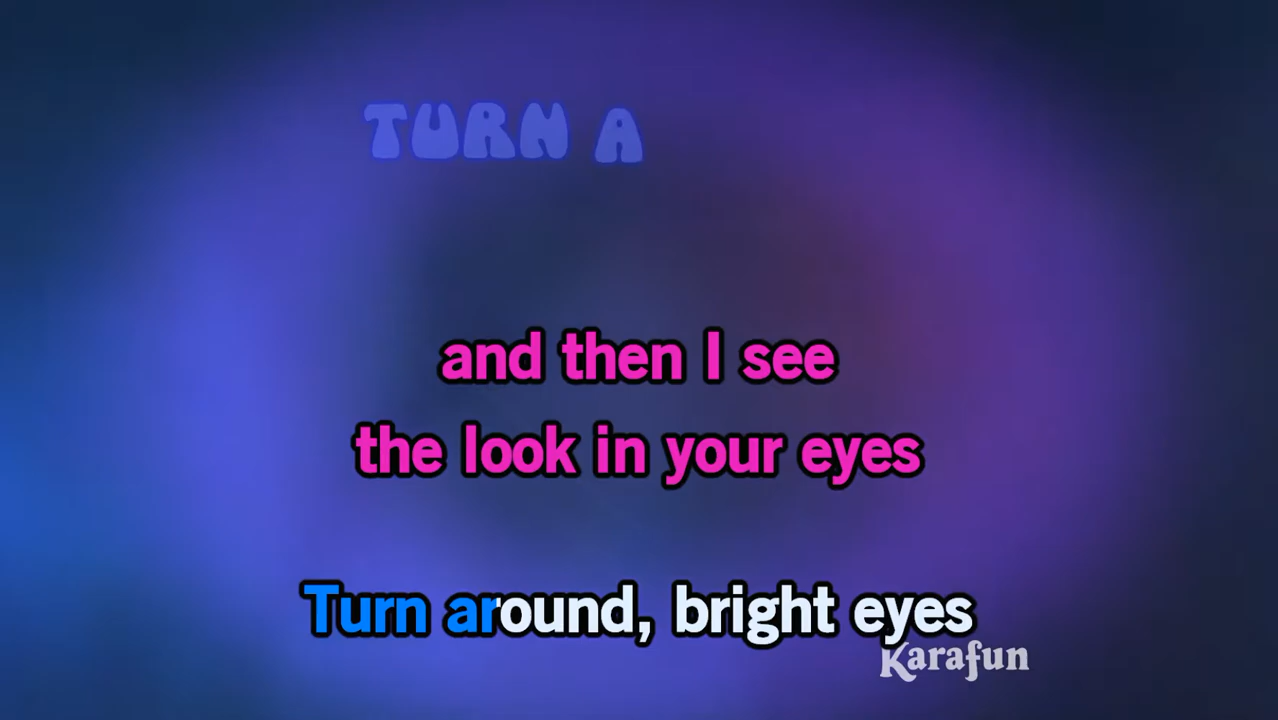 TURN A
and then I see
the look in your eyes
Turn around, bright eyes
Karafun